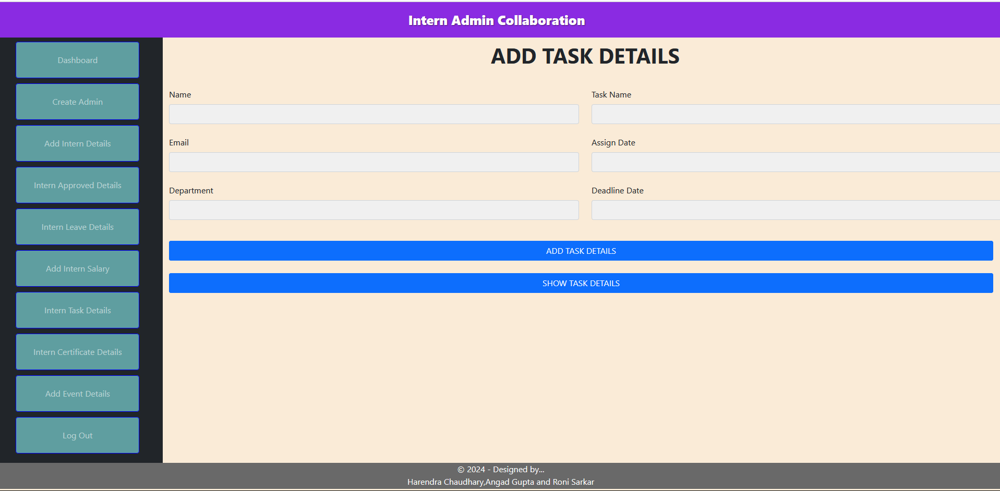 Intern Admin Collaboration
Dashboard
Create Admin
Add Intern Details
Intern Approved Details
Intern Leave Details
Add Intern Salary
Intern Task Details
Intern Certificate Details
Add Event Details
Log Out
ADD TASK DETAILS
Name
Task Name
Email
Assign Date
Department
Deadline Date
ADD TASK DETAILS
SHOW TASK DETAILS
© 2024 - Designed by...
Harendra Chaudhary,Angad Gupta and Roni Sarkar